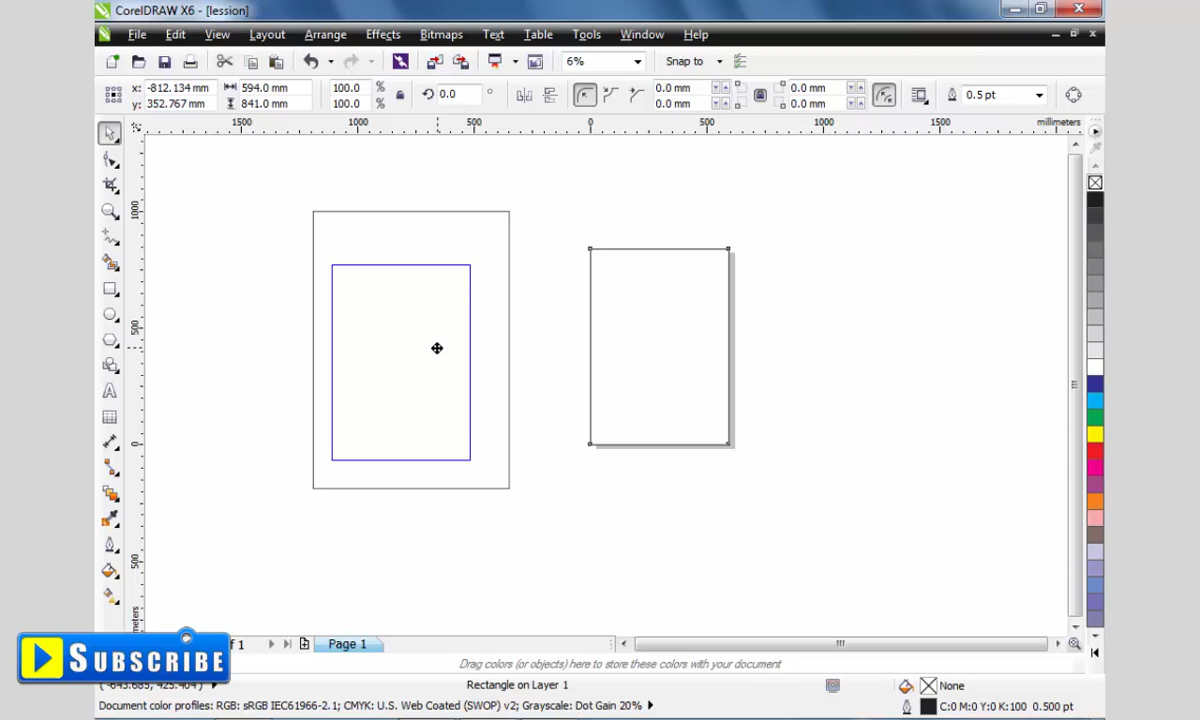 CorelDRAW X6 - [lession]
File Edit View Layout Arrange Effects Bitmaps Text Table Tools Window Help
6% Snap to
x: -812.134 mm 594.0 mm 100.0 % 0.0 ° 0.0 mm 0.0 mm 0.5 pt
y: 352.767 mm 841.0 mm 100.0 % 0.0 mm 0.0 mm
1500 1000 500 0 500 1000 1500 millimeters
1000
500
0
500
f 1 Page 1
SUBSCRIBE
Drag colors (or objects) here to store these colors with your document
(-643.685, 425.404) Rectangle on Layer 1 None
Document color profiles: RGB: sRGB IEC61966-2.1; CMYK: U.S. Web Coated (SWOP) v2; Grayscale: Dot Gain 20% C:0 M:0 Y:0 K:100 0.500 pt